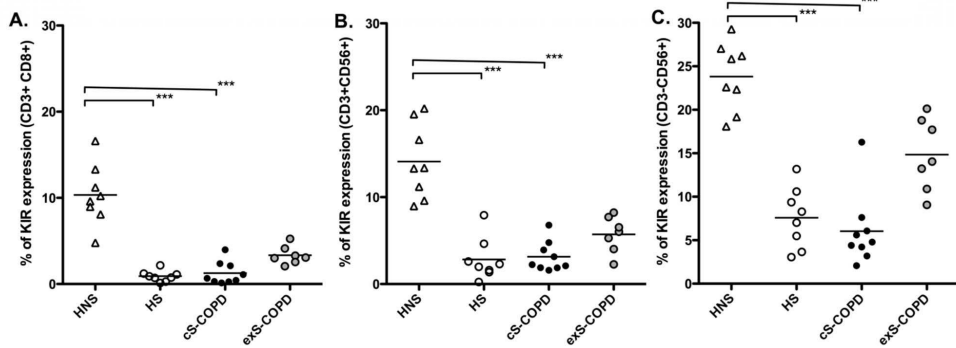 A.
% of KIR expression (CD3+ CD8+)
30
20
10
0
***
***
HNS
HS
cS-COPD
exS-COPD
B.
% of KIR expression (CD3+CD56+)
30
20
10
0
***
***
HNS
HS
cS-COPD
exS-COPD
C.
% of KIR expression (CD3-CD56+)
30
25
20
15
10
5
0
***
***
HNS
HS
cS-COPD
exS-COPD